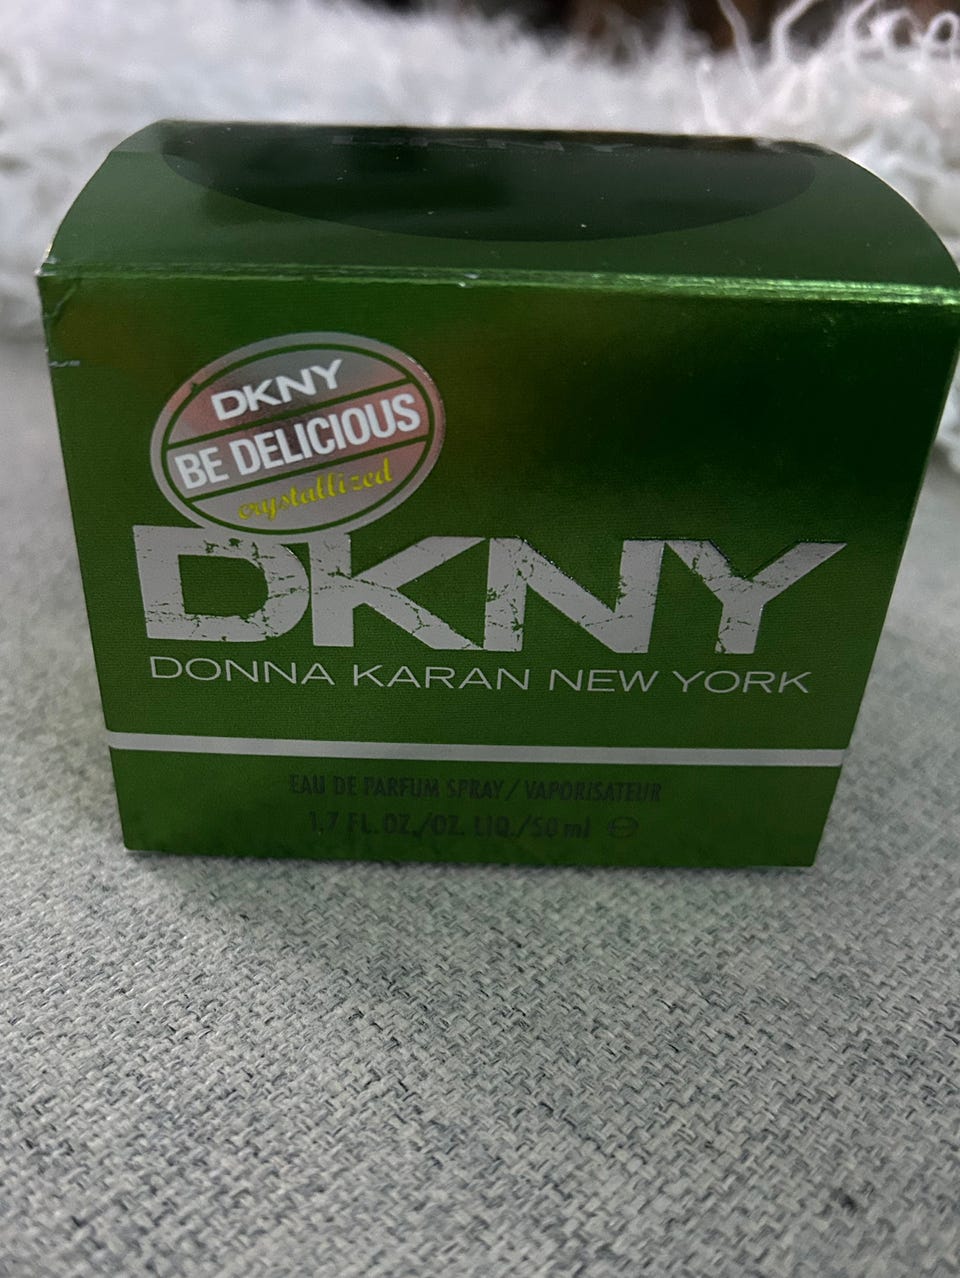 DKNY
DKNY
BE DELICIOUS
crystallized
DKNY
DONNA KARAN NEW YORK
EAU DE PARFUM SPRAY / VAPORISATEUR
1.7 FL. OZ./OZ. LIQ./50 ml ℮